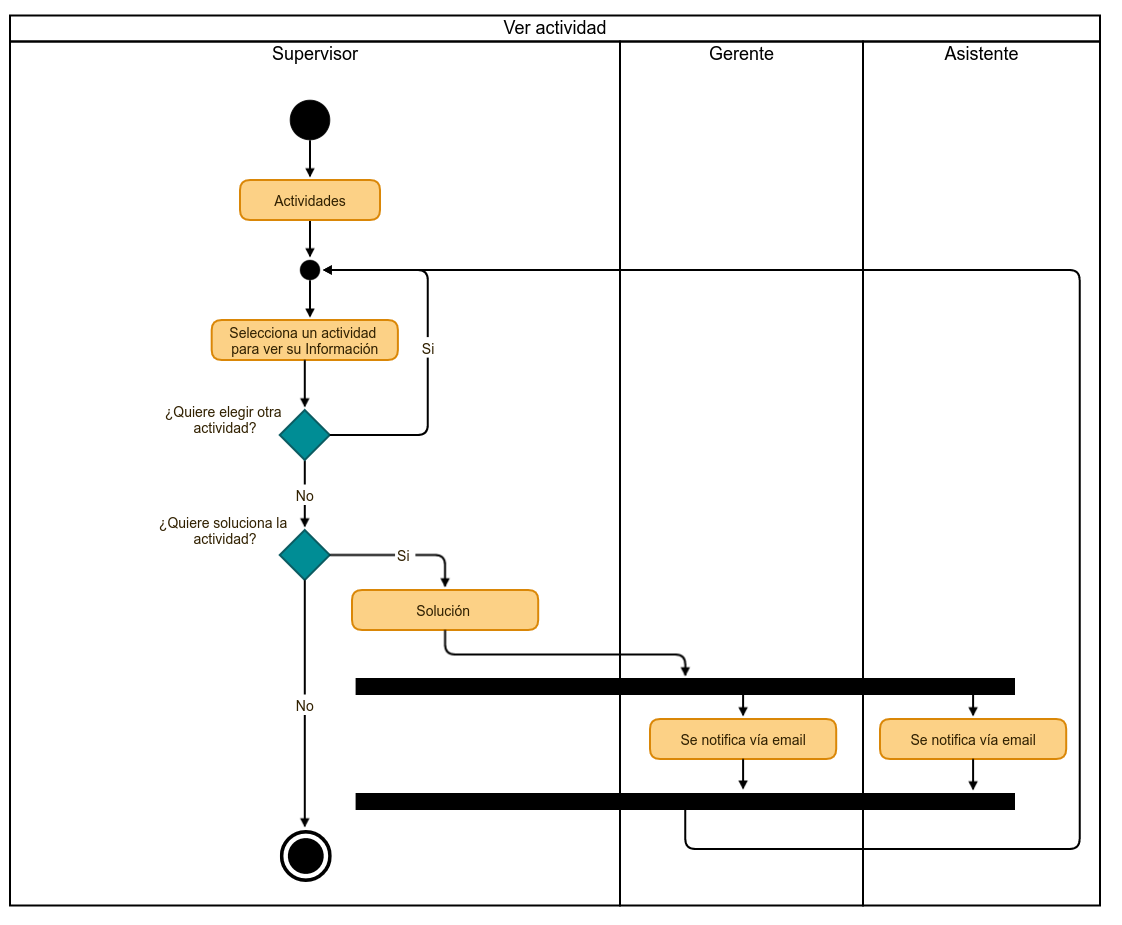 Ver actividad
Supervisor
Gerente
Asistente
Actividades
Selecciona un actividad
para ver su Información
Si
¿Quiere elegir otra
actividad?
No
¿Quiere soluciona la
actividad?
Si
Solución
No
Se notifica vía email
Se notifica vía email